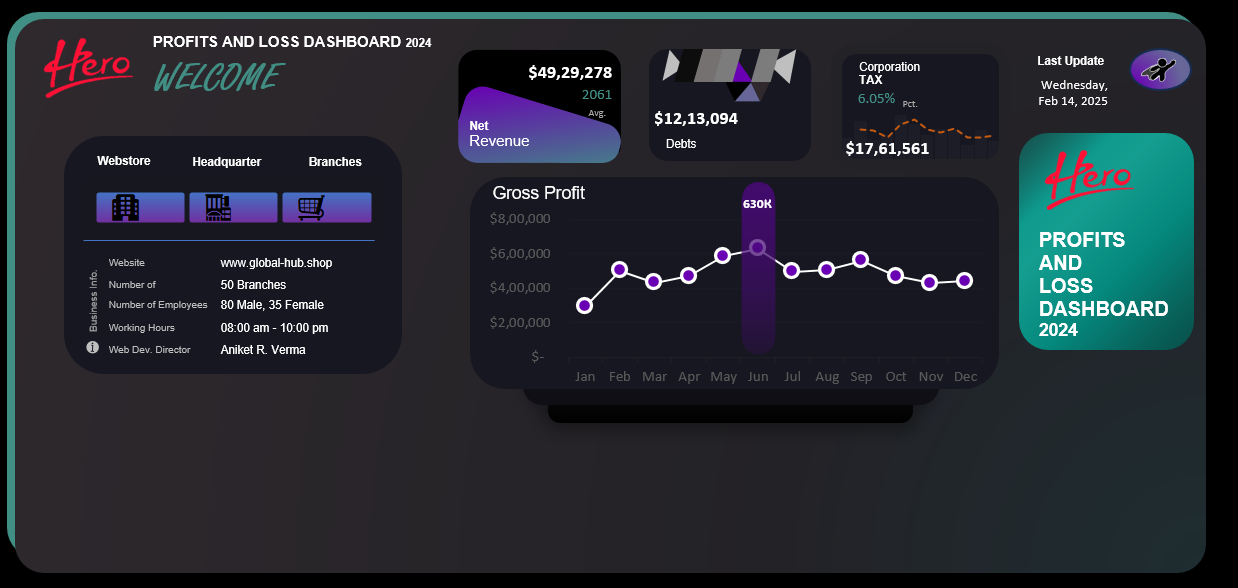 Hero
PROFITS AND LOSS DASHBOARD 2024
WELCOME
Webstore
Headquarter
Branches
Business Info.
Website www.global-hub.shop
Number of 50 Branches
Number of Employees 80 Male, 35 Female
Working Hours 08:00 am - 10:00 pm
Web Dev. Director Aniket R. Verma
$49,29,278
2061
Avg.
Net
Revenue
$12,13,094
Debts
Corporation
TAX
6.05% Pct.
$17,61,561
Last Update
Wednesday,
Feb 14, 2025
Gross Profit
630K
$8,00,000
$6,00,000
$4,00,000
$2,00,000
$-
Jan Feb Mar Apr May Jun Jul Aug Sep Oct Nov Dec
Hero
PROFITS
AND
LOSS
DASHBOARD
2024